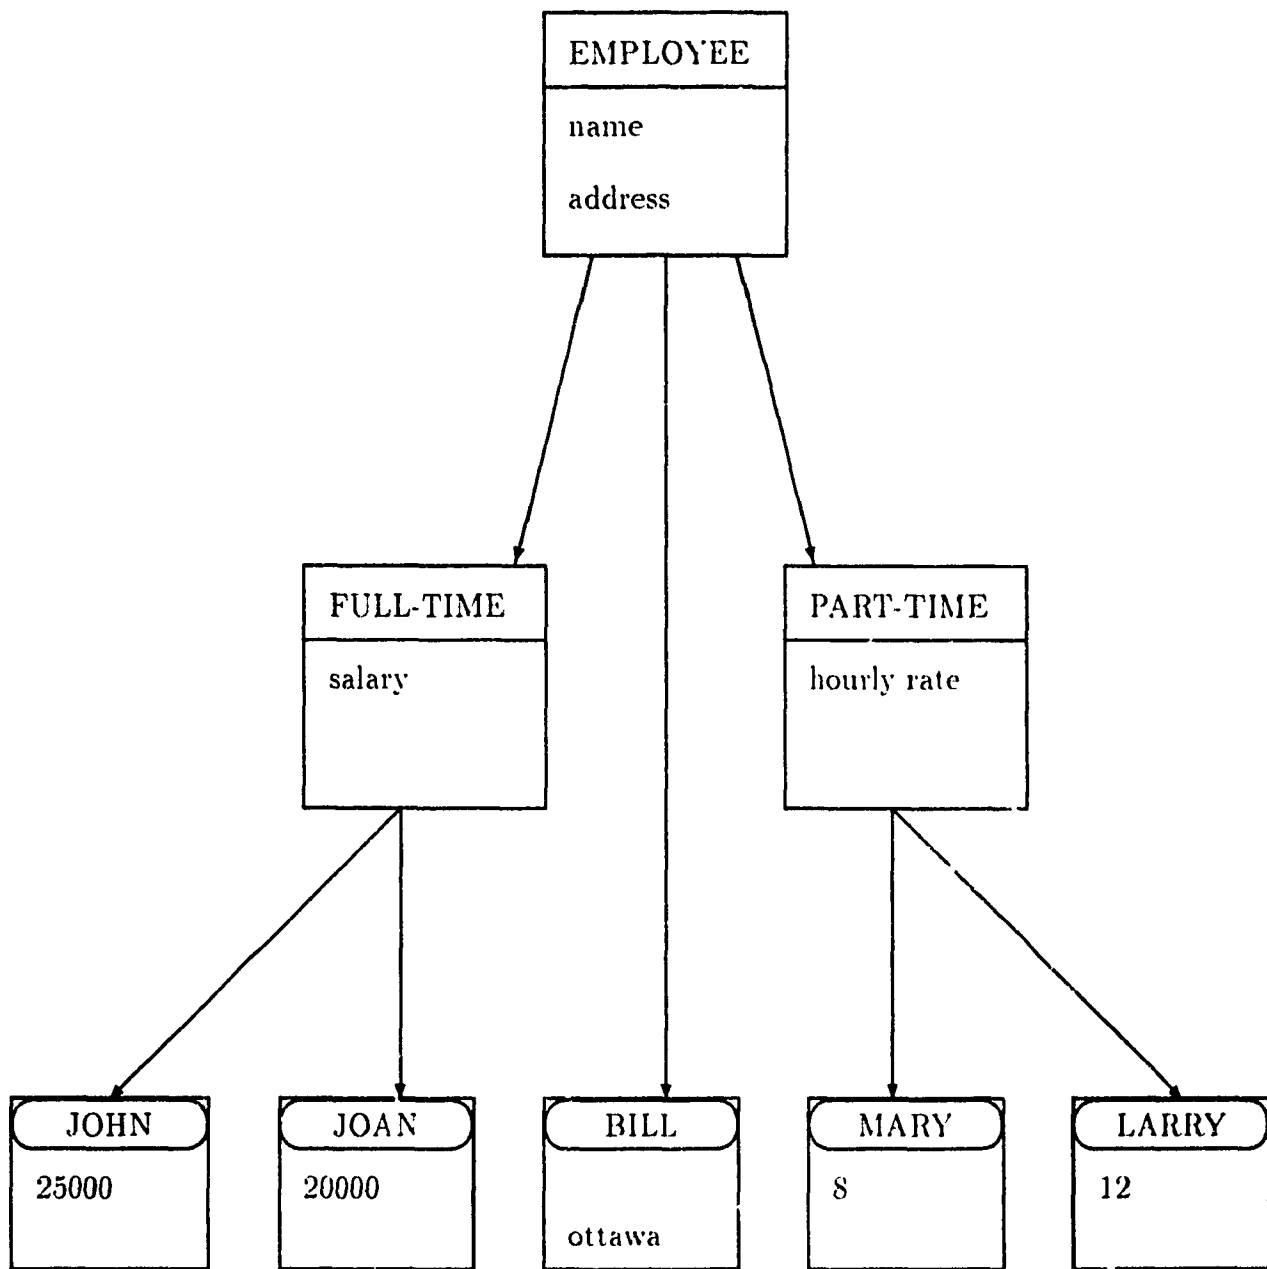 EMPLOYEE
name
address
FULL-TIME
salary
PART-TIME
hourly rate
JOHN
25000
JOAN
20000
BILL
ottawa
MARY
8
LARRY
12